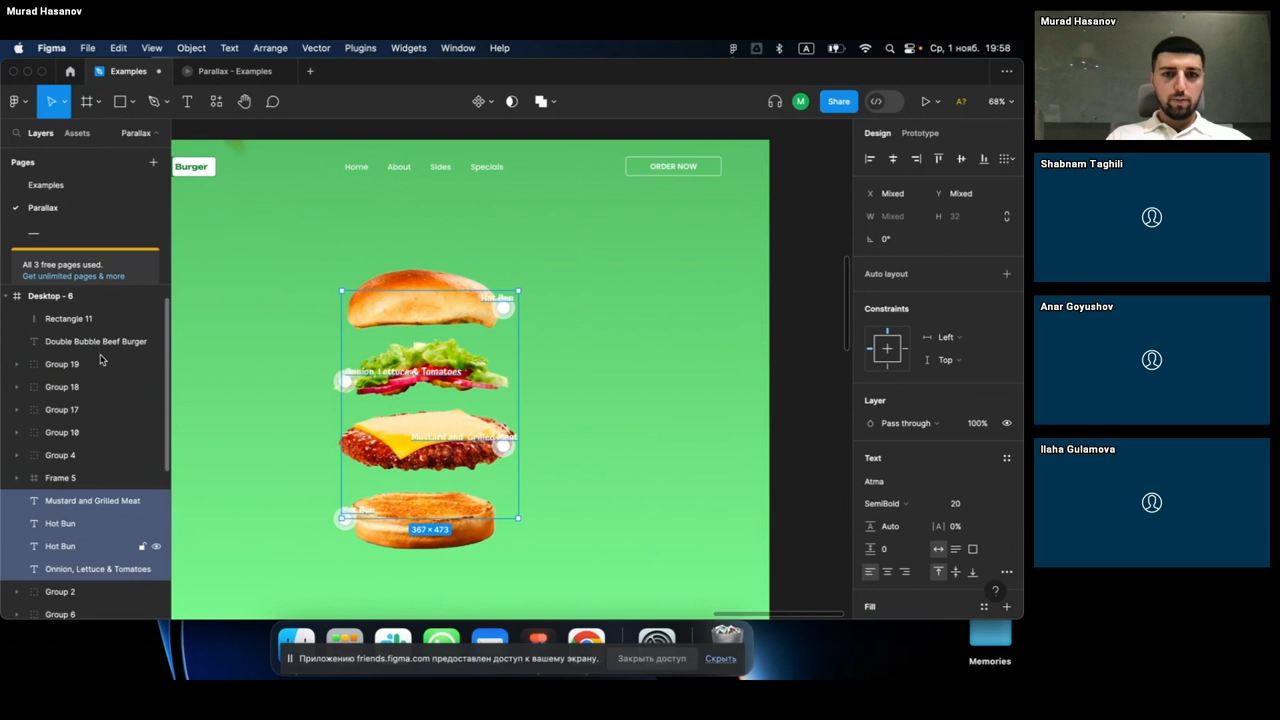 Murad Hasanov
Figma File Edit View Object Text Arrange Vector Plugins Widgets Window Help
A
Ср, 1 нояб. 19:58
Examples
Parallax - Examples
M
Share
A?
68%
Layers
Assets
Parallax
Pages
Examples
Parallax
All 3 free pages used.
Get unlimited pages & more
Desktop - 6
Rectangle 11
Double Bubble Beef Burger
Group 19
Group 18
Group 17
Group 10
Group 4
Frame 5
Mustard and Grilled Meat
Hot Bun
Hot Bun
Onnion, Lettuce & Tomatoes
Group 2
Group 6
Burger
Home
About
Sides
Specials
ORDER NOW
Hot Bun
Onnion, Lettuce & Tomatoes
Mustard and Grilled Meat
Hot Bun
367 × 473
Design
Prototype
X Mixed
Y Mixed
W Mixed
H 32
0°
Auto layout
Constraints
Left
Top
Layer
Pass through
100%
Text
Atma
SemiBold
20
Auto
|A| 0%
0
?
Fill
Приложению friends.figma.com предоставлен доступ к вашему экрану.
Закрыть доступ
Скрыть
Memories
Murad Hasanov
Shabnam Taghili
Anar Goyushov
Ilaha Gulamova